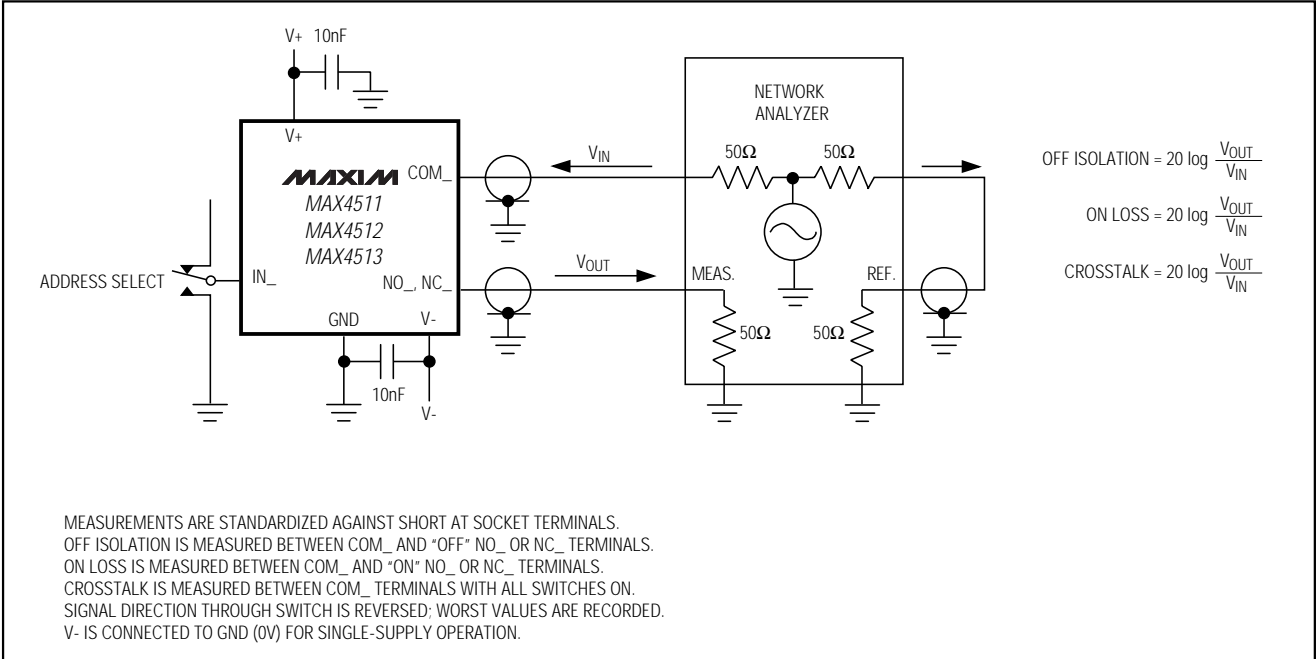 V+ 10nF
V+
MAXIM
MAX4511
MAX4512
MAX4513
COM_
NO_, NC_
IN_
GND V-
ADDRESS SELECT
10nF
V-
VIN
VOUT
NETWORK
ANALYZER
50Ω 50Ω
MEAS. REF.
50Ω 50Ω
OFF ISOLATION = 20 log VOUT
VIN
ON LOSS = 20 log VOUT
VIN
CROSSTALK = 20 log VOUT
VIN
MEASUREMENTS ARE STANDARDIZED AGAINST SHORT AT SOCKET TERMINALS.
OFF ISOLATION IS MEASURED BETWEEN COM_ AND “OFF” NO_ OR NC_ TERMINALS.
ON LOSS IS MEASURED BETWEEN COM_ AND “ON” NO_ OR NC_ TERMINALS.
CROSSTALK IS MEASURED BETWEEN COM_ TERMINALS WITH ALL SWITCHES ON.
SIGNAL DIRECTION THROUGH SWITCH IS REVERSED; WORST VALUES ARE RECORDED.
V- IS CONNECTED TO GND (0V) FOR SINGLE-SUPPLY OPERATION.